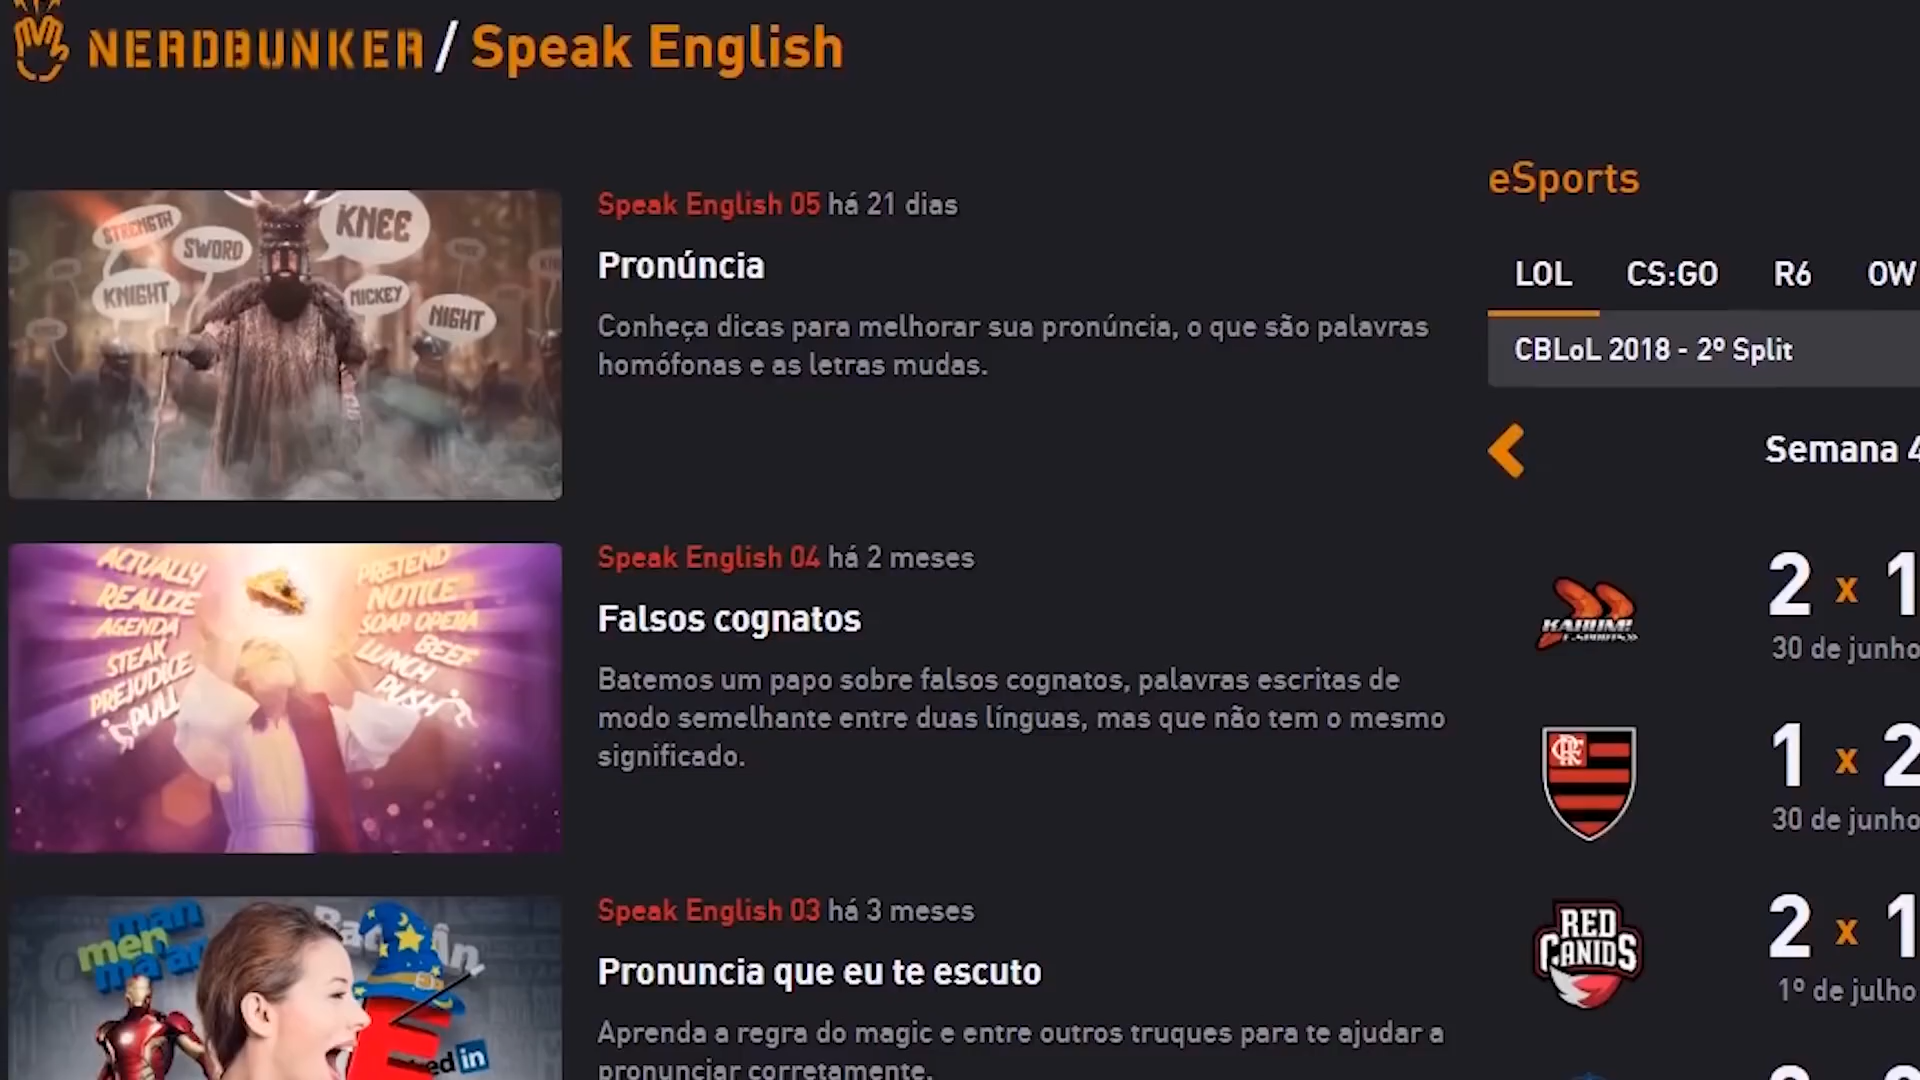 NERDBUNKER / Speak English
STRENGTH
SWORD
KNEE
KNIGHT
MICKEY
NIGHT
Speak English 05 há 21 dias
Pronúncia
Conheça dicas para melhorar sua pronúncia, o que são palavras
homófonas e as letras mudas.
ACTUALLY
REALIZE
AGENDA
STEAK
PREJUDICE
PULL
PRETEND
NOTICE
SOAP OPERA
BEEF
LUNCH
PUSH
Speak English 04 há 2 meses
Falsos cognatos
Batemos um papo sobre falsos cognatos, palavras escritas de
modo semelhante entre duas línguas, mas que não tem o mesmo
significado.
man
men
ma'am
Speak English 03 há 3 meses
Pronuncia que eu te escuto
Aprenda a regra do magic e entre outros truques para te ajudar a
pronunciar corretamente.
eSports
LOL CS:GO R6 OW
CBLoL 2018 - 2º Split
Semana 4
KABUM!
2 x 1
30 de junho
1 x 2
30 de junho
RED
CANIDS
2 x 1
1º de julho